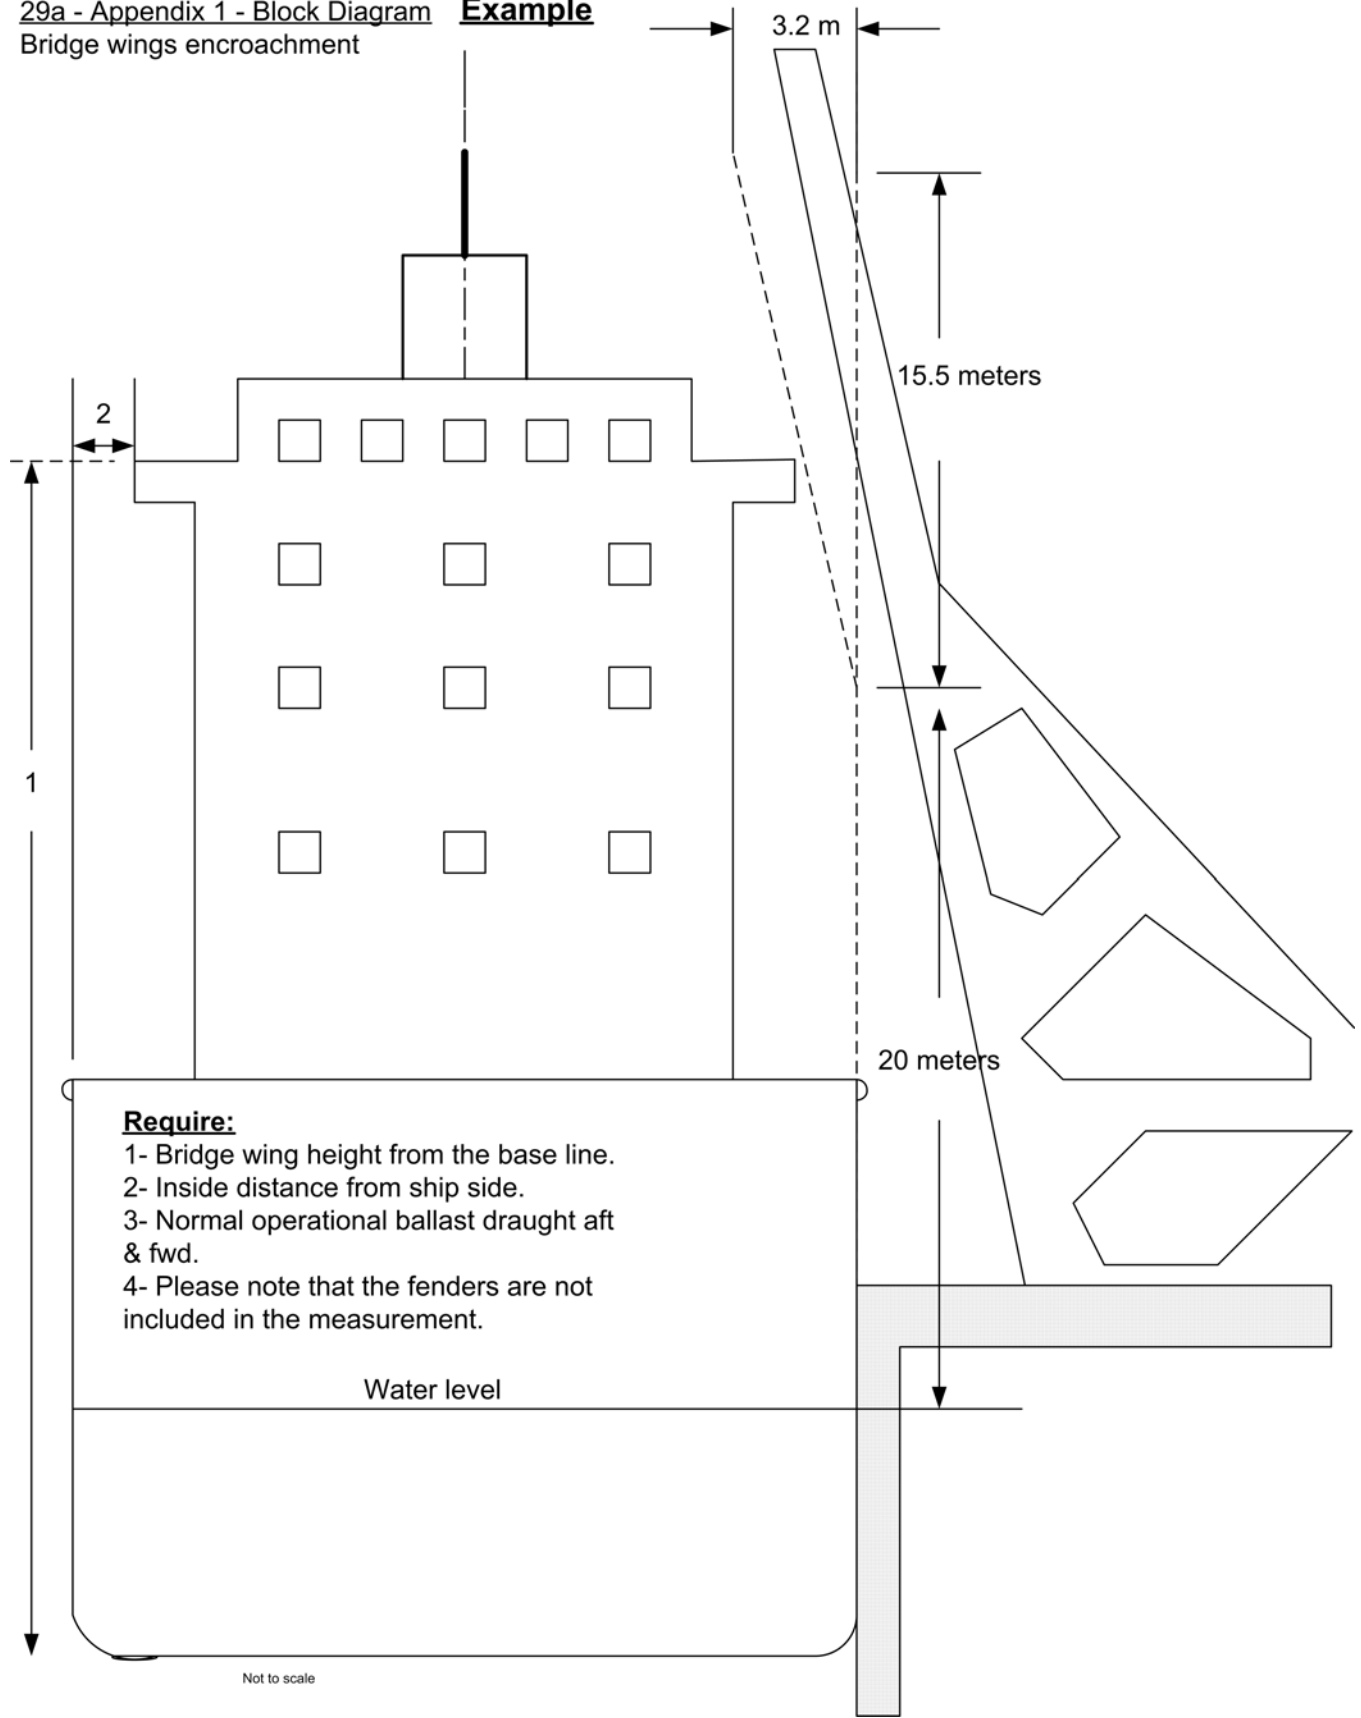 29a - Appendix 1 - Block Diagram Example
Bridge wings encroachment
3.2 m
15.5 meters
2
1
20 meters
Require:
1- Bridge wing height from the base line.
2- Inside distance from ship side.
3- Normal operational ballast draught aft
& fwd.
4- Please note that the fenders are not
included in the measurement.
Water level
Not to scale